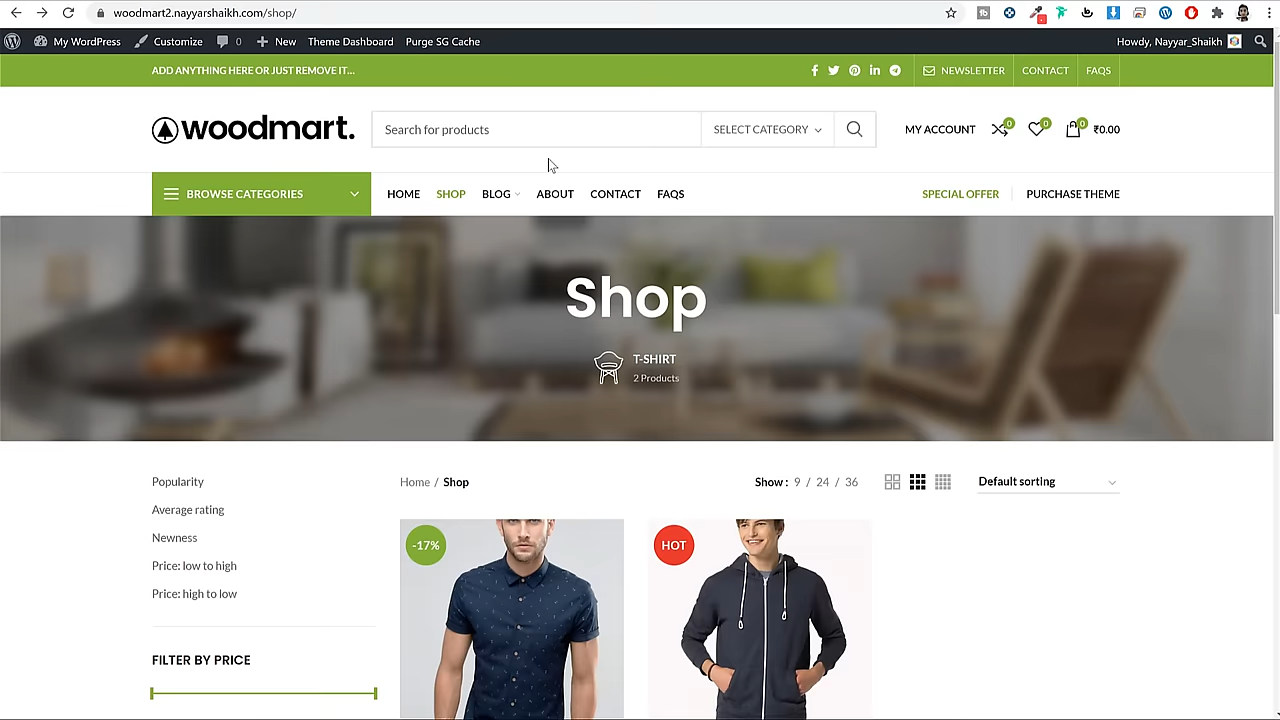 woodmart2.nayyarshaikh.com/shop/
My WordPress Customize 0 New Theme Dashboard Purge SG Cache Howdy, Nayyar_Shaikh
ADD ANYTHING HERE OR JUST REMOVE IT… NEWSLETTER CONTACT FAQS
woodmart. Search for products SELECT CATEGORY MY ACCOUNT 0 0 0 ₹0.00
BROWSE CATEGORIES HOME SHOP BLOG ABOUT CONTACT FAQS SPECIAL OFFER PURCHASE THEME
Shop
T-SHIRT
2 Products
Popularity
Home / Shop Show : 9 / 24 / 36 Default sorting
Average rating
Newness
Price: low to high
Price: high to low
-17% HOT
FILTER BY PRICE